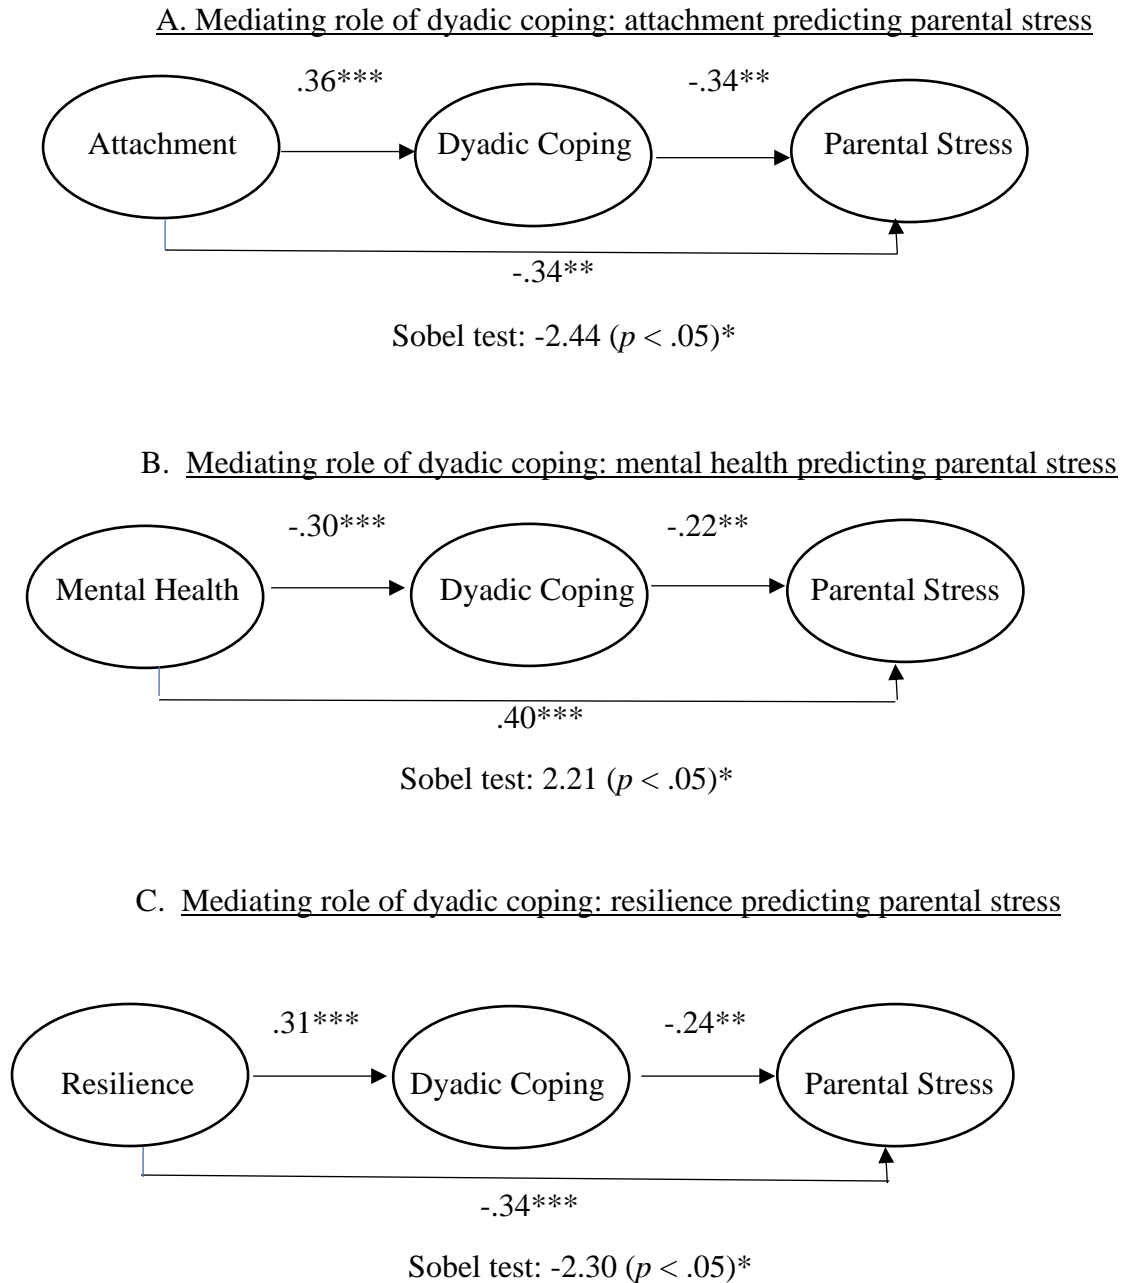 A. Mediating role of dyadic coping: attachment predicting parental stress
.36***
-.34**
Attachment
Dyadic Coping
Parental Stress
-.34**
Sobel test: -2.44 (p < .05)*
B. Mediating role of dyadic coping: mental health predicting parental stress
-.30***
-.22**
Mental Health
Dyadic Coping
Parental Stress
.40***
Sobel test: 2.21 (p < .05)*
C. Mediating role of dyadic coping: resilience predicting parental stress
.31***
-.24**
Resilience
Dyadic Coping
Parental Stress
-.34***
Sobel test: -2.30 (p < .05)*